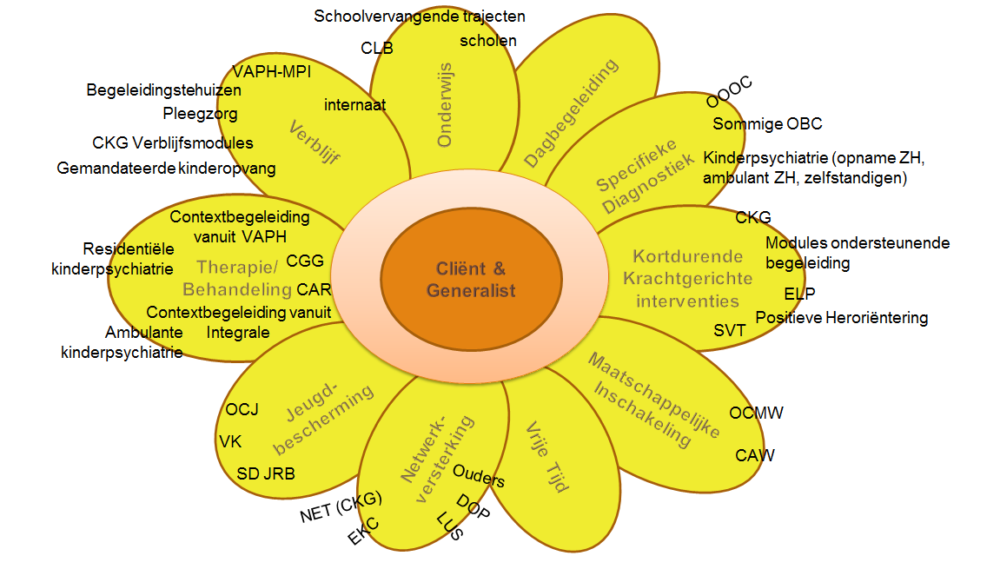 Schoolvervangende trajecten
scholen
CLB
Onderwijs
Dagbegeleiding
OOOC
Sommige OBC
Specifieke
Diagnostiek
Kinderpsychiatrie (opname ZH,
ambulant ZH, zelfstandigen)
CKG
Modules ondersteunende
begeleiding
Kortdurende
Krachtgerichte
interventies
ELP
Positieve Heroriëntering
SVT
Maatschappelijke
Inschakeling
OCMW
CAW
Vrije Tijd
Netwerk-
versterking
Ouders
DOP
LUS
NET (CKG)
EKC
Jeugd-
bescherming
OCJ
VK
SD JRB
Contextbegeleiding
vanuit VAPH
Residentiële
kinderpsychiatrie
Therapie/
Behandeling
CGG
CAR
Contextbegeleiding vanuit
Integrale
Ambulante
kinderpsychiatrie
VAPH-MPI
Begeleidingstehuizen
Pleegzorg
internaat
Verblijf
CKG Verblijfsmodules
Gemandateerde kinderopvang
Cliënt &
Generalist